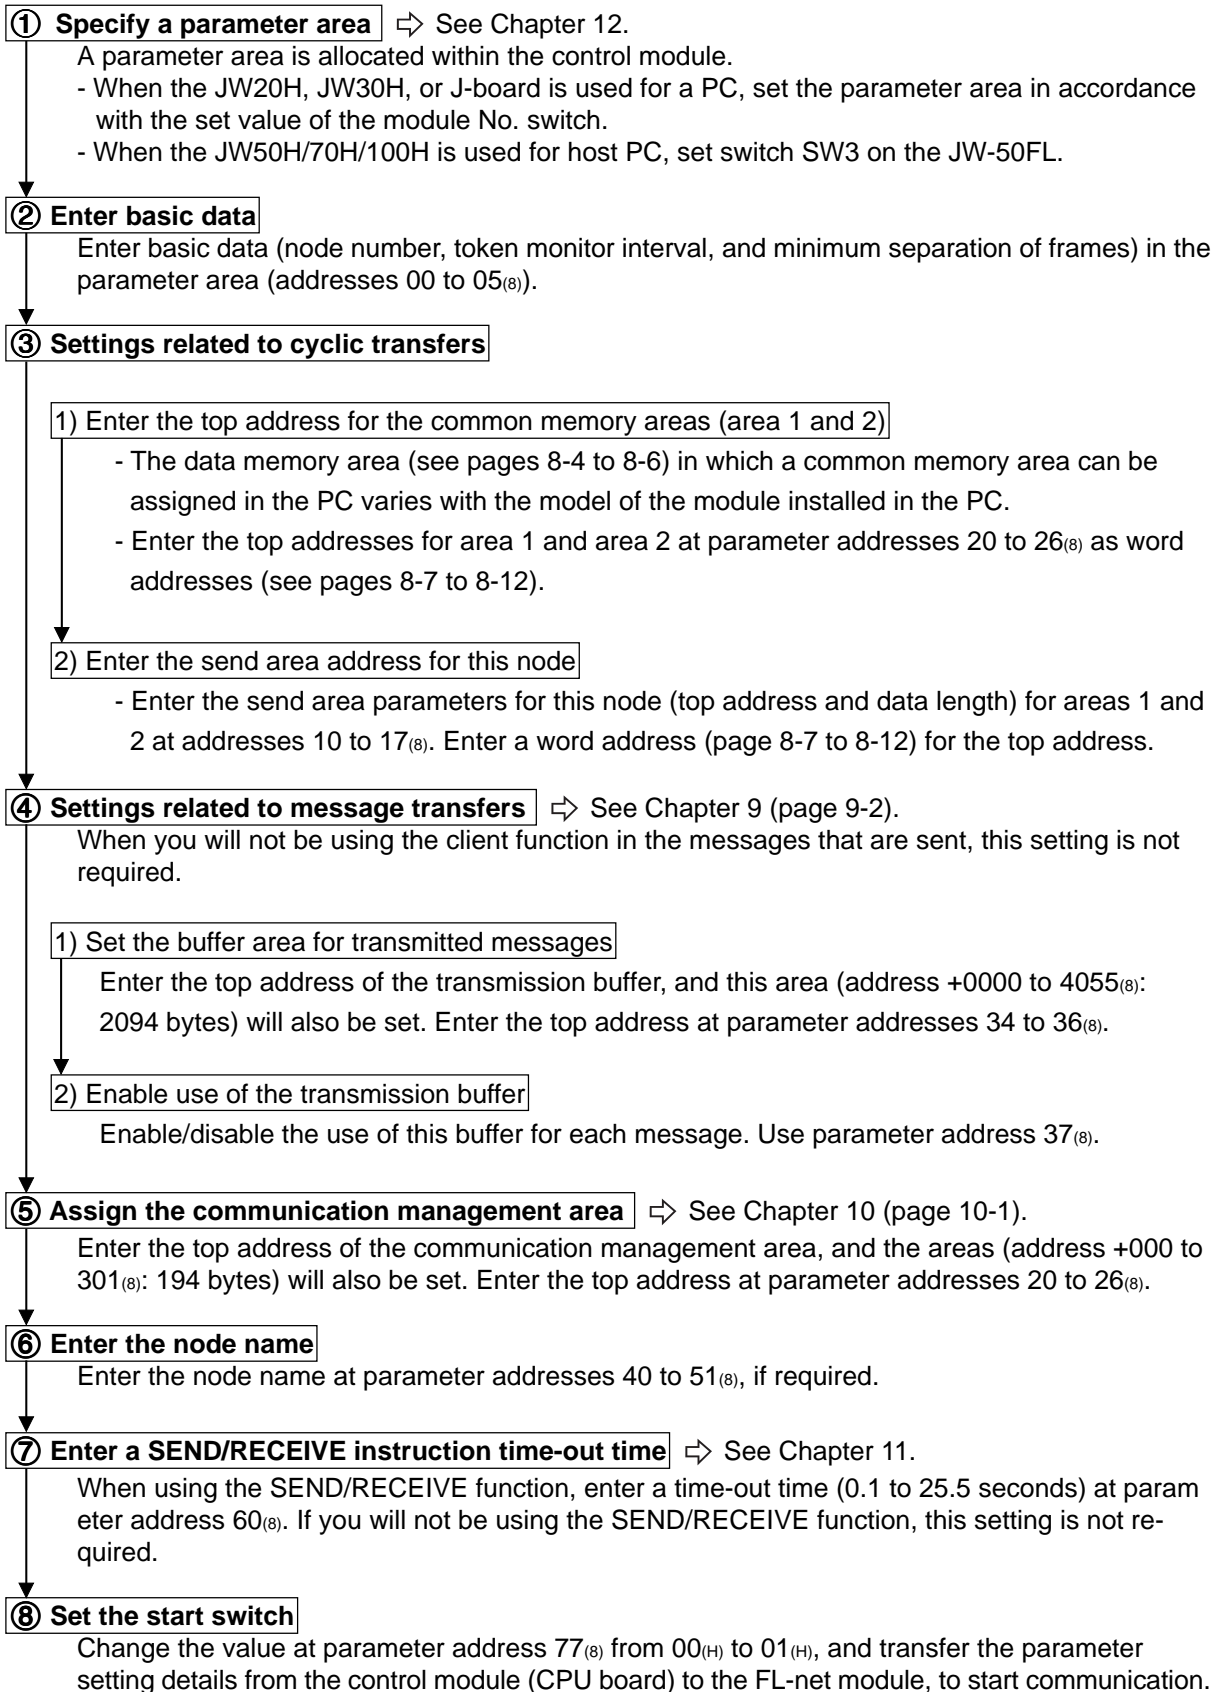 ① Specify a parameter area ⇨ See Chapter 12.
A parameter area is allocated within the control module.
- When the JW20H, JW30H, or J-board is used for a PC, set the parameter area in accordance
with the set value of the module No. switch.
- When the JW50H/70H/100H is used for host PC, set switch SW3 on the JW-50FL.
② Enter basic data
Enter basic data (node number, token monitor interval, and minimum separation of frames) in the
parameter area (addresses 00 to 05(8)).
③ Settings related to cyclic transfers
1) Enter the top address for the common memory areas (area 1 and 2)
- The data memory area (see pages 8-4 to 8-6) in which a common memory area can be
assigned in the PC varies with the model of the module installed in the PC.
- Enter the top addresses for area 1 and area 2 at parameter addresses 20 to 26(8) as word
addresses (see pages 8-7 to 8-12).
2) Enter the send area address for this node
- Enter the send area parameters for this node (top address and data length) for areas 1 and
2 at addresses 10 to 17(8). Enter a word address (page 8-7 to 8-12) for the top address.
④ Settings related to message transfers ⇨ See Chapter 9 (page 9-2).
When you will not be using the client function in the messages that are sent, this setting is not
required.
1) Set the buffer area for transmitted messages
Enter the top address of the transmission buffer, and this area (address +0000 to 4055(8):
2094 bytes) will also be set. Enter the top address at parameter addresses 34 to 36(8).
2) Enable use of the transmission buffer
Enable/disable the use of this buffer for each message. Use parameter address 37(8).
⑤ Assign the communication management area ⇨ See Chapter 10 (page 10-1).
Enter the top address of the communication management area, and the areas (address +000 to
301(8): 194 bytes) will also be set. Enter the top address at parameter addresses 20 to 26(8).
⑥ Enter the node name
Enter the node name at parameter addresses 40 to 51(8), if required.
⑦ Enter a SEND/RECEIVE instruction time-out time ⇨ See Chapter 11.
When using the SEND/RECEIVE function, enter a time-out time (0.1 to 25.5 seconds) at param
eter address 60(8). If you will not be using the SEND/RECEIVE function, this setting is not re-
quired.
⑧ Set the start switch
Change the value at parameter address 77(8) from 00(H) to 01(H), and transfer the parameter
setting details from the control module (CPU board) to the FL-net module, to start communication.